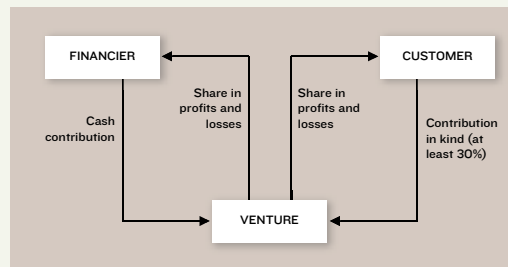 FINANCIER
CUSTOMER
Cash
contribution
Share in
profits and
losses
Share in
profits and
losses
Contribution
in kind (at
least 30%)
VENTURE